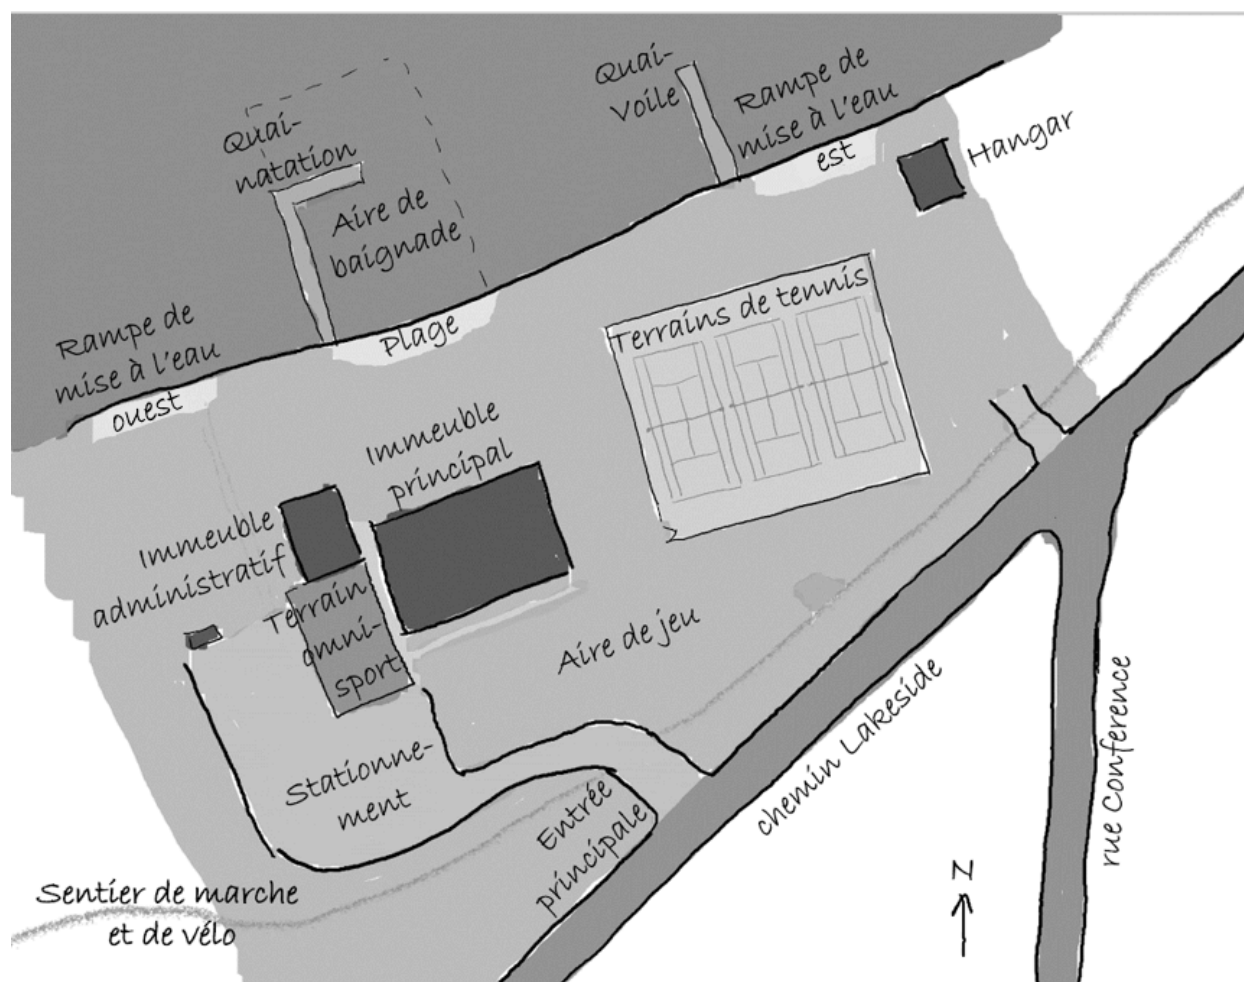 Quai-
natation
Aire de
baignade
Quai-
Voile
Rampe de
mise à l'eau
est
Hangar
Rampe de
mise à l'eau
ouest
Plage
Terrains de tennis
Immeuble
principal
Immeuble
administratif
Terrain
omni-
sport
Aire de jeu
Stationne-
ment
Entrée
principale
chemin Lakeside
rue Conference
Sentier de marche
et de vélo
N